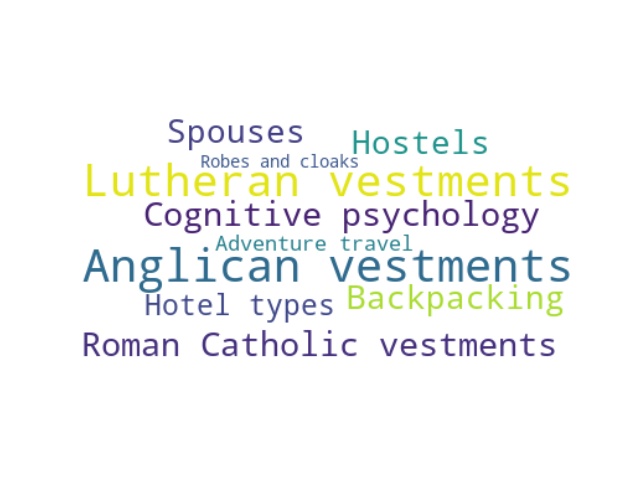 Spouses
Hostels
Robes and cloaks
Lutheran vestments
Cognitive psychology
Adventure travel
Anglican vestments
Hotel types
Backpacking
Roman Catholic vestments